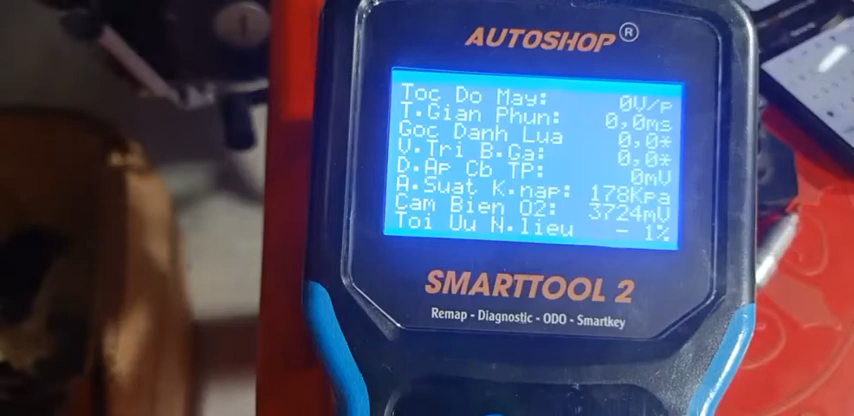 AUTOSHOP®
Toc Do May: 0V/p
T.Gian Phun: 0,0ms
Goc Danh Lua 0,0*
V.Tri B.Ga: 0,0*
D.Ap Cb TP: 0mV
A.Suat K.nap: 178Kpa
Cam Bien O2: 3724mV
Toi Uu N.lieu - 1%
SMARTTOOL 2
Remap - Diagnostic - ODO - Smartkey